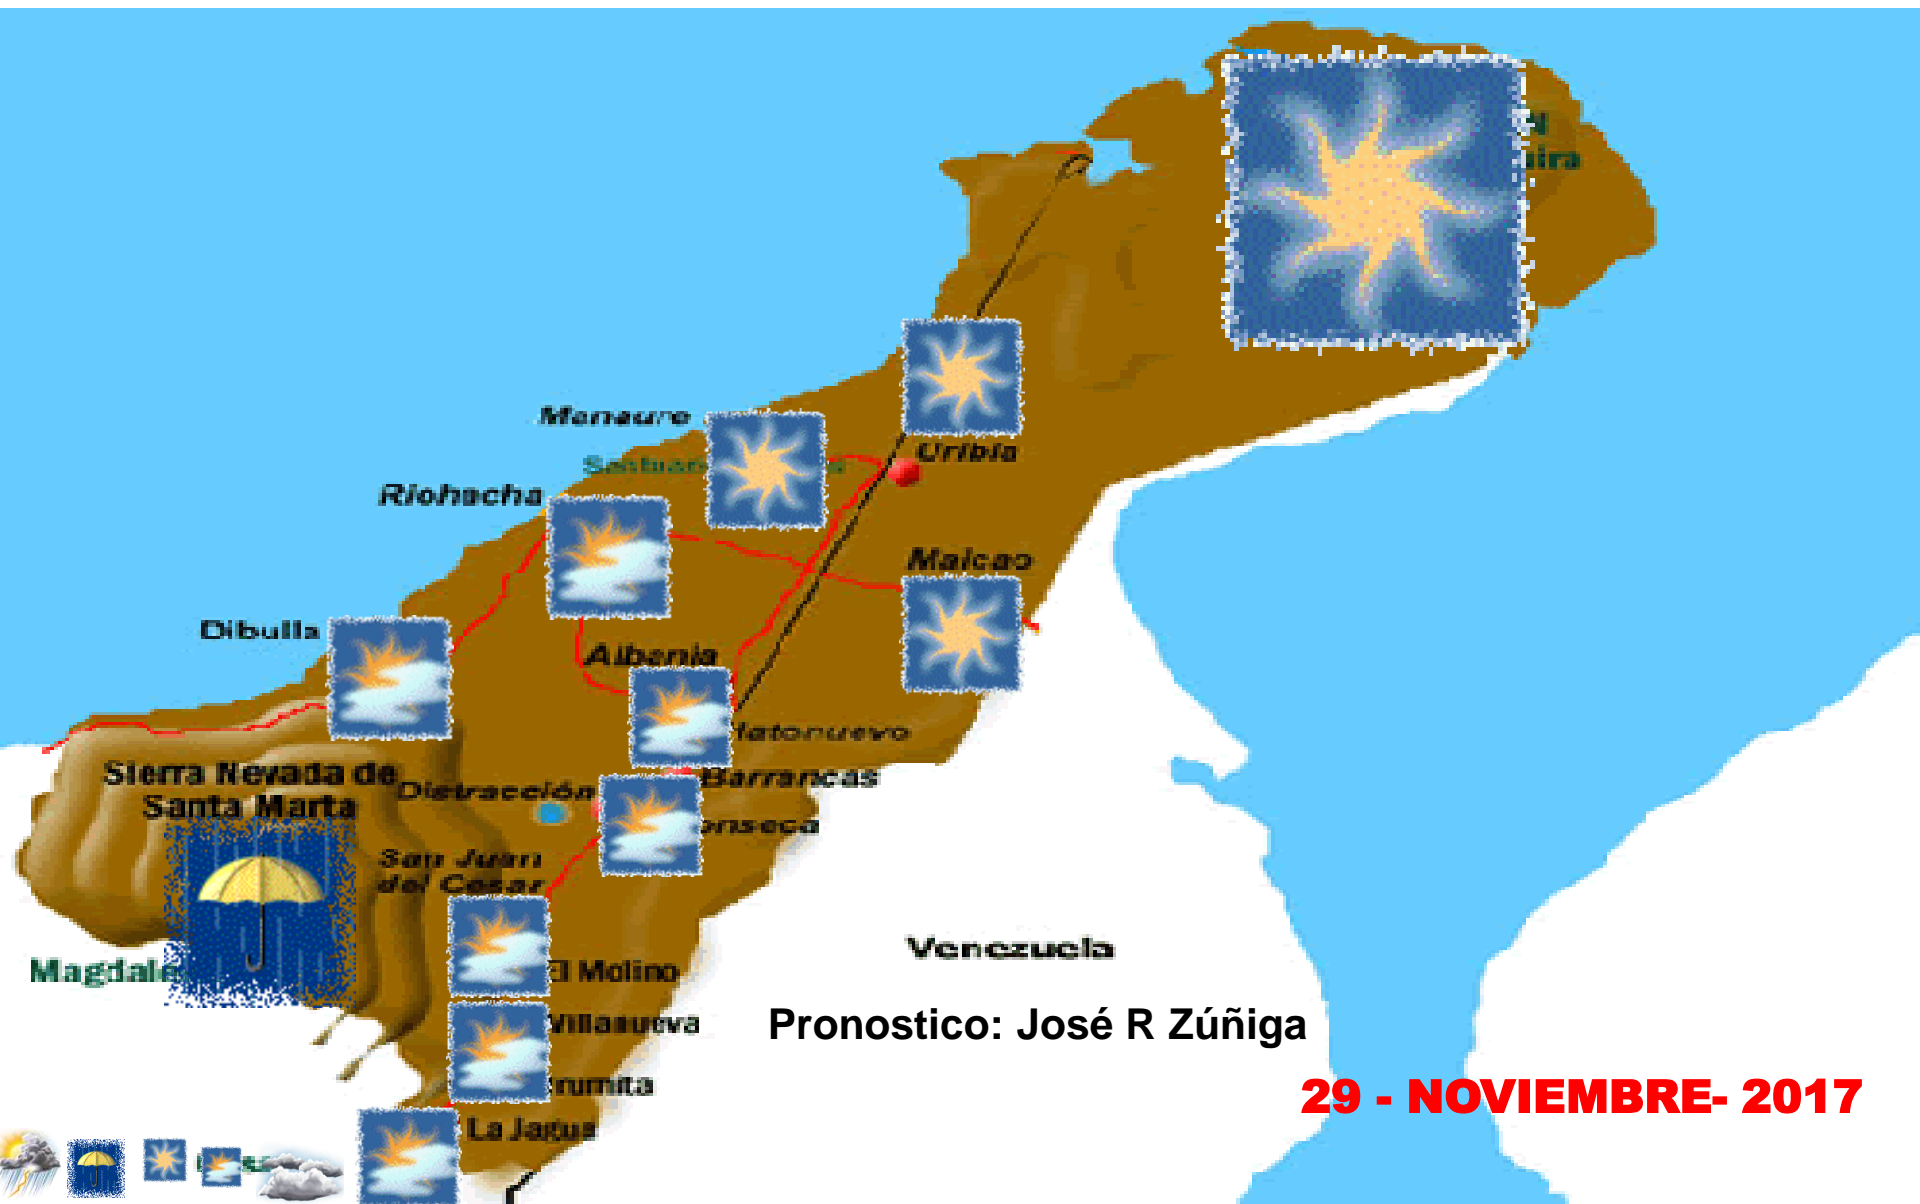 Manaure
Riohacha
Uribia
Maicao
Dibulla
Albania
Sierra Nevada de
Santa Marta
Distracción
Barrancas
San Juan
del Cesar
El Molino
Villanueva
La Jagua
Venezuela
Pronostico: José R Zúñiga
29 - NOVIEMBRE- 2017